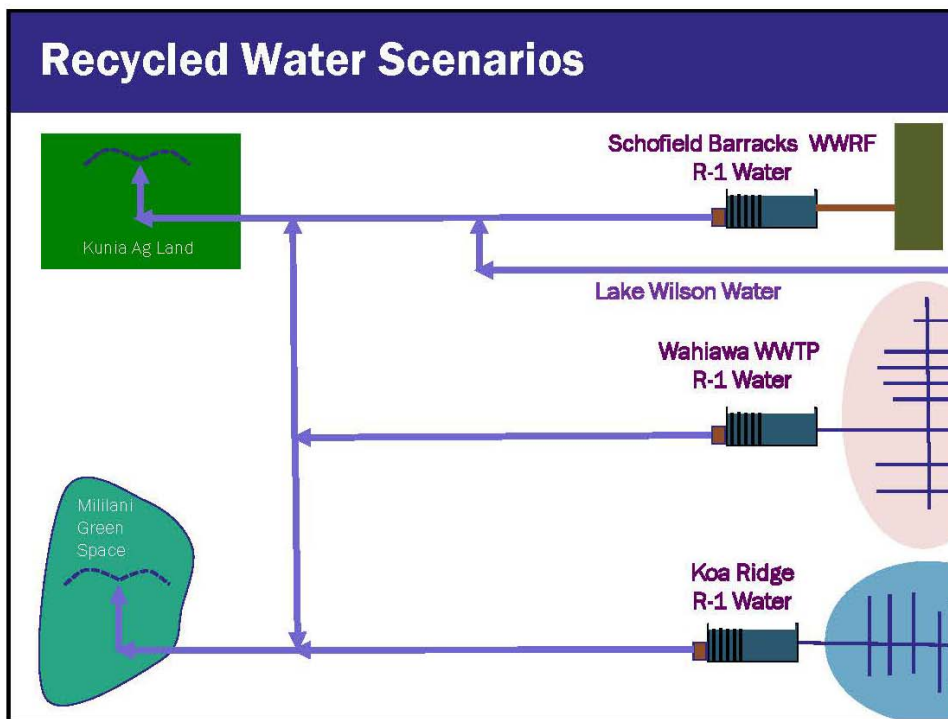 Recycled Water Scenarios
Schofield Barracks WWRF
R-1 Water
Kunia Ag Land
Lake Wilson Water
Wahiawa WWTP
R-1 Water
Mililani
Green
Space
Koa Ridge
R-1 Water